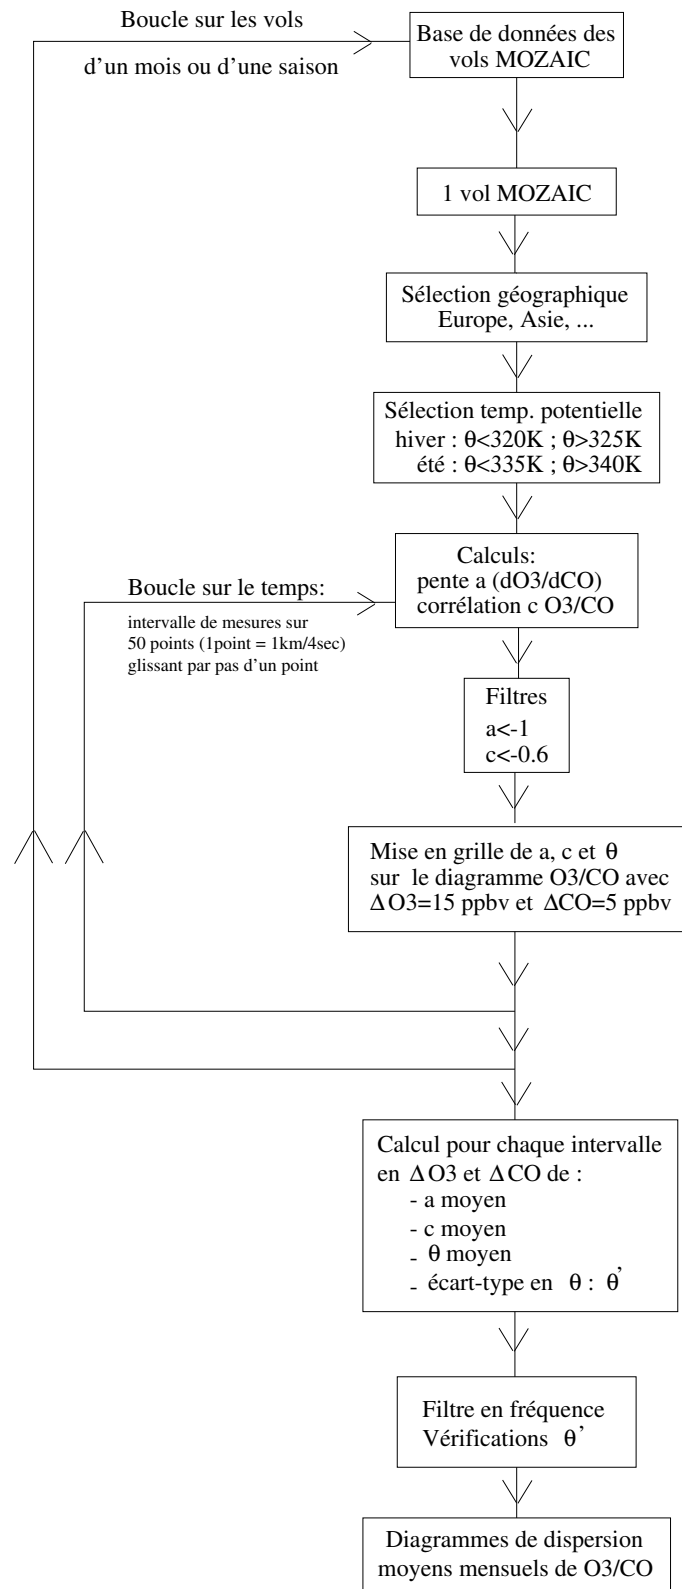 Boucle sur les vols
d'un mois ou d'une saison
Base de données des
vols MOZAIC
1 vol MOZAIC
Sélection géographique
Europe, Asie, ...
Sélection temp. potentielle
hiver : θ<320K ; θ>325K
été : θ<335K ; θ>340K
Boucle sur le temps:
intervalle de mesures sur
50 points (1point = 1km/4sec)
glissant par pas d'un point
Calculs:
pente a (dO3/dCO)
corrélation c O3/CO
Filtres
a<-1
c<-0.6
Mise en grille de a, c et θ
sur le diagramme O3/CO avec
ΔO3=15 ppbv et ΔCO=5 ppbv
Calcul pour chaque intervalle
en ΔO3 et ΔCO de :
- a moyen
- c moyen
- θ moyen
- écart-type en θ : θ'
Filtre en fréquence
Vérifications θ'
Diagrammes de dispersion
moyens mensuels de O3/CO